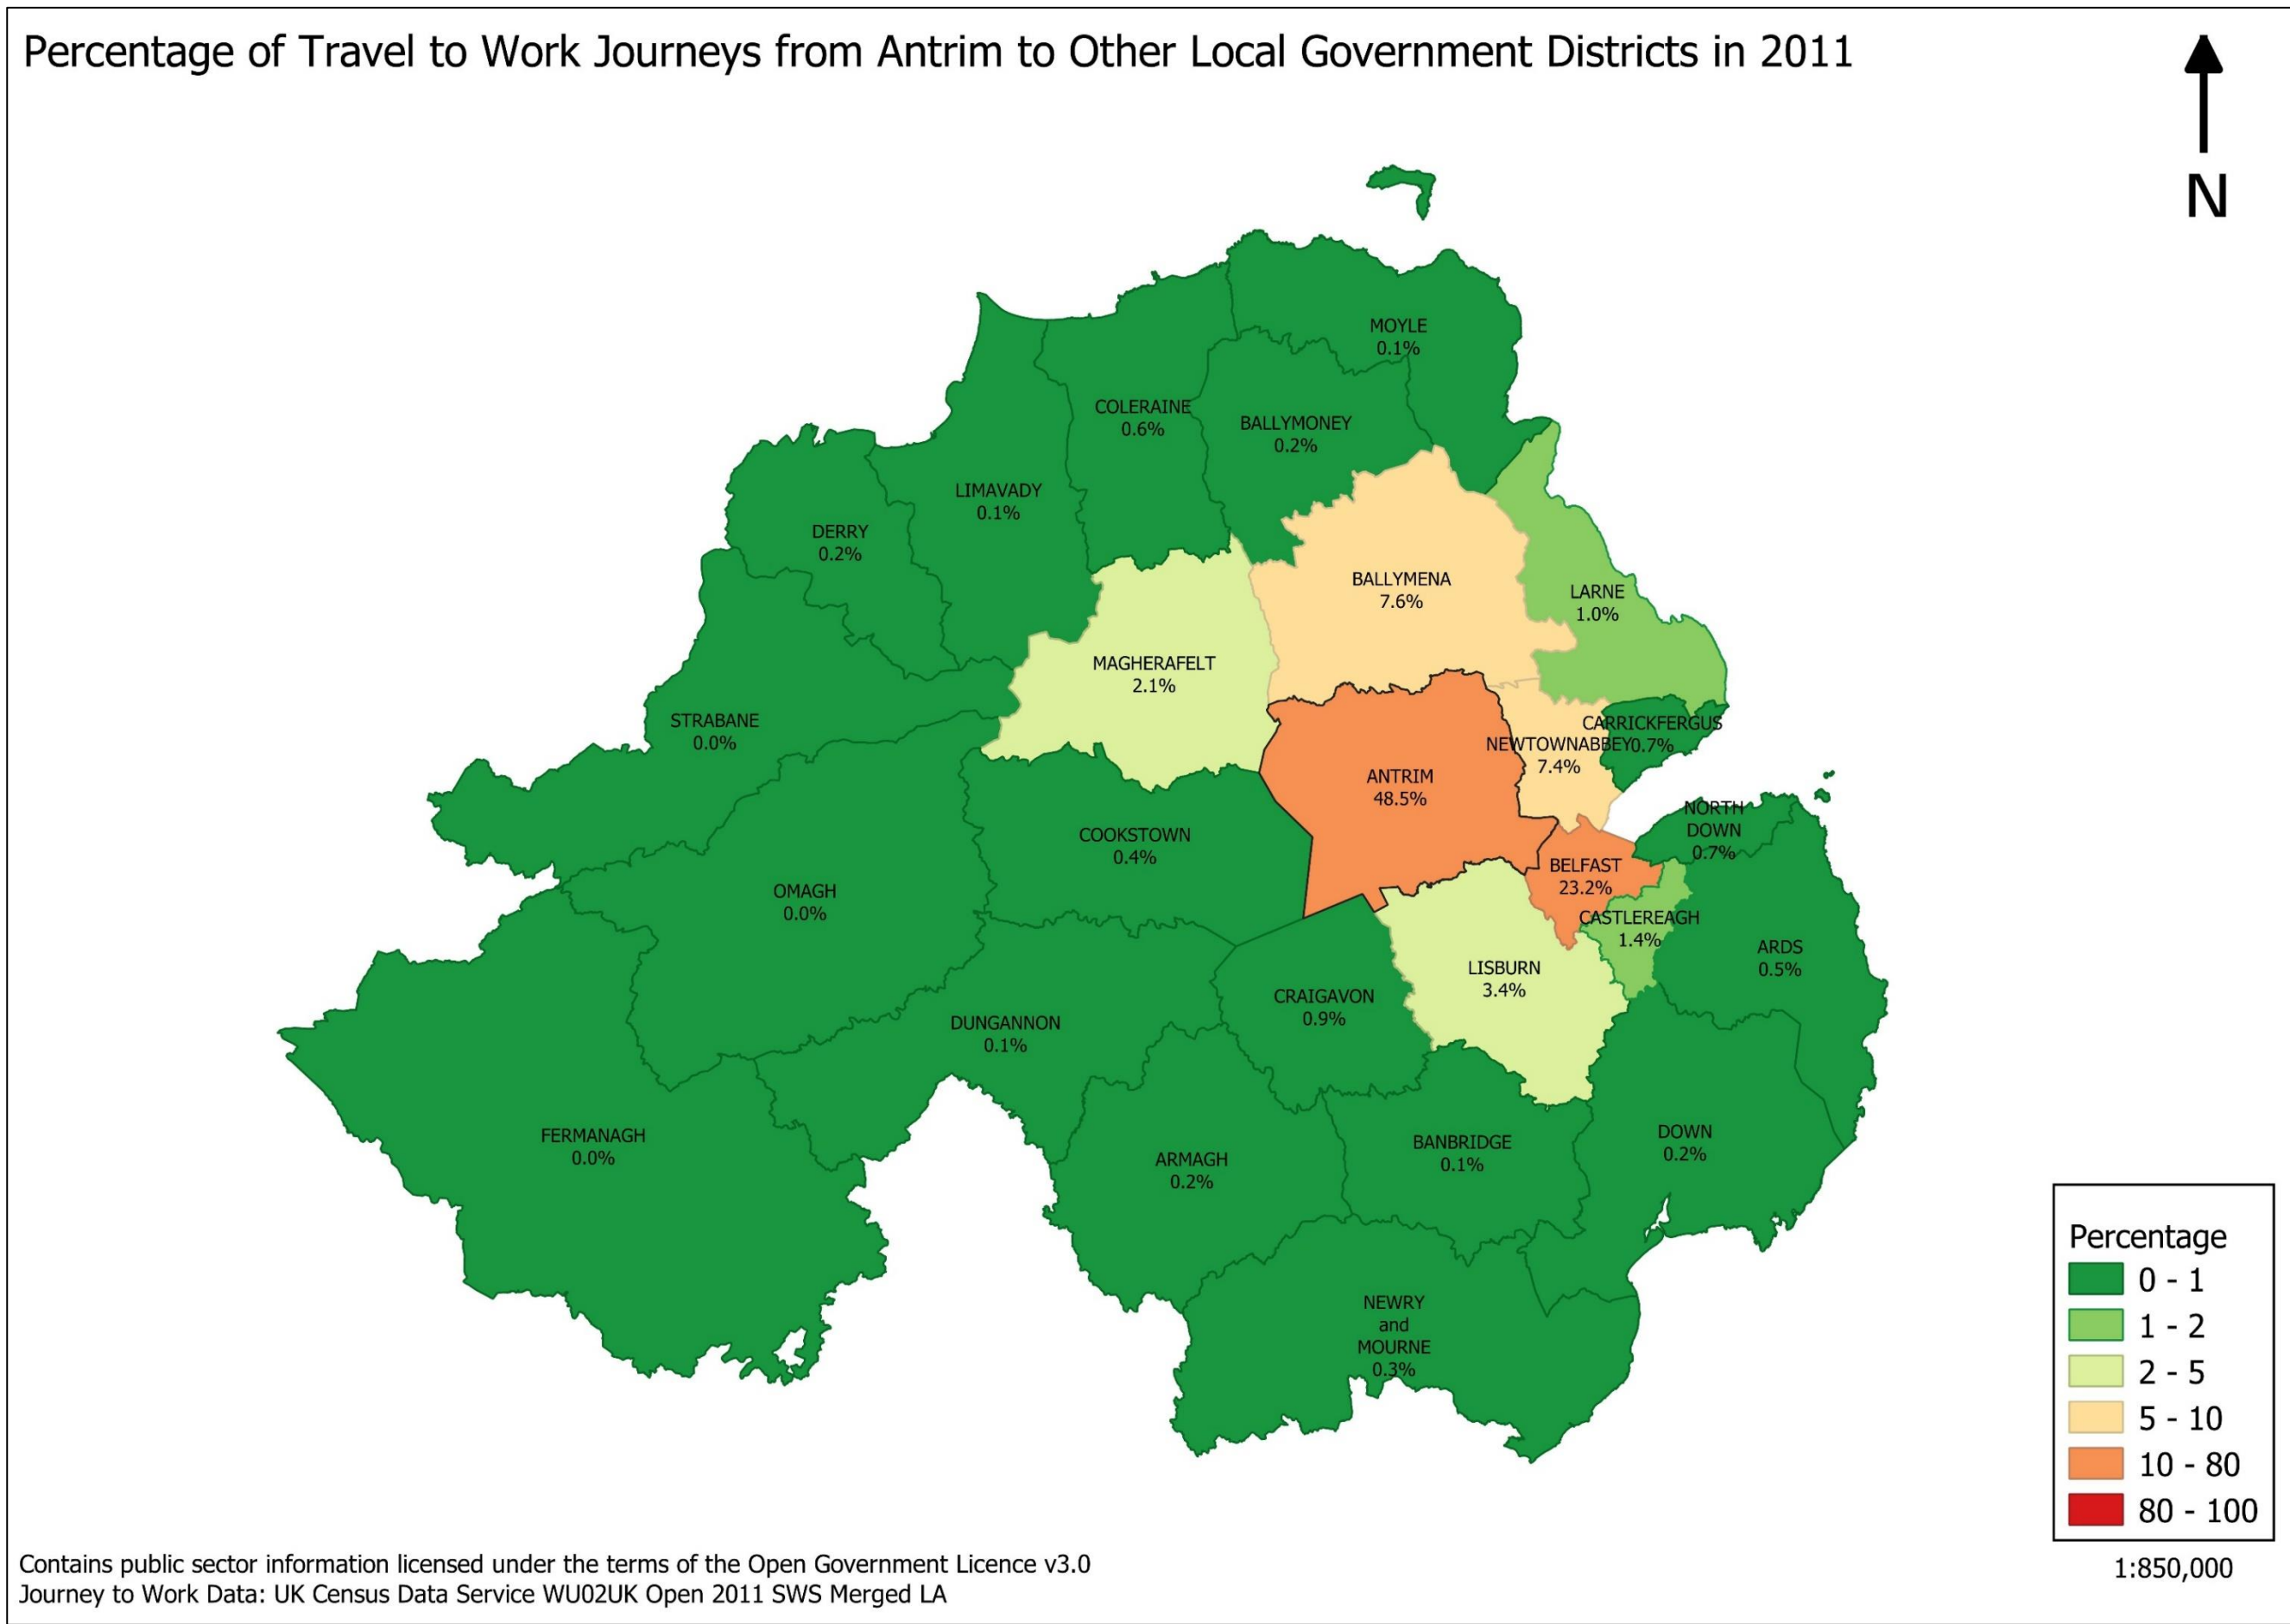 Percentage of Travel to Work Journeys from Antrim to Other Local Government Districts in 2011
N
MOYLE
0.1%
COLERAINE
0.6%
BALLYMONEY
0.2%
LIMAVADY
0.1%
DERRY
0.2%
BALLYMENA
7.6%
LARNE
1.0%
MAGHERAFELT
2.1%
STRABANE
0.0%
CARRICKFERGUS
0.7%
NEWTOWNABBEY
7.4%
ANTRIM
48.5%
NORTH
DOWN
0.7%
COOKSTOWN
0.4%
BELFAST
23.2%
OMAGH
0.0%
CASTLEREAGH
1.4%
ARDS
0.5%
LISBURN
3.4%
CRAIGAVON
0.9%
DUNGANNON
0.1%
FERMANAGH
0.0%
ARMAGH
0.2%
BANBRIDGE
0.1%
DOWN
0.2%
NEWRY
and
MOURNE
0.3%
Percentage
0 - 1
1 - 2
2 - 5
5 - 10
10 - 80
80 - 100
1:850,000
Contains public sector information licensed under the terms of the Open Government Licence v3.0
Journey to Work Data: UK Census Data Service WU02UK Open 2011 SWS Merged LA